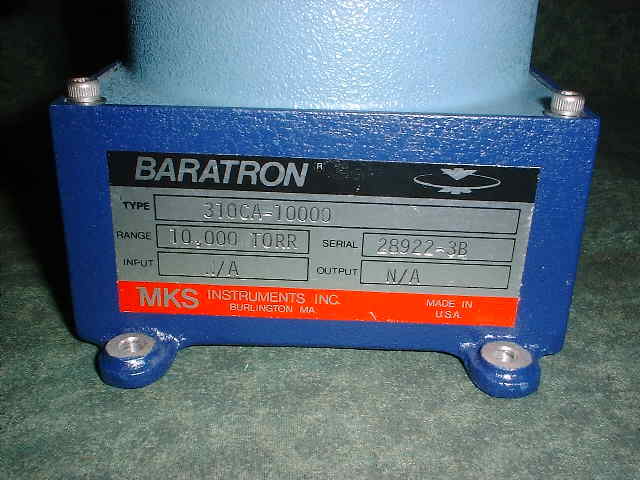 BARATRON R
TYPE 310CA-10000
RANGE 10,000 TORR SERIAL 28922-3B
INPUT N/A OUTPUT N/A
MKS INSTRUMENTS INC. MADE IN
BURLINGTON MA. U.S.A.